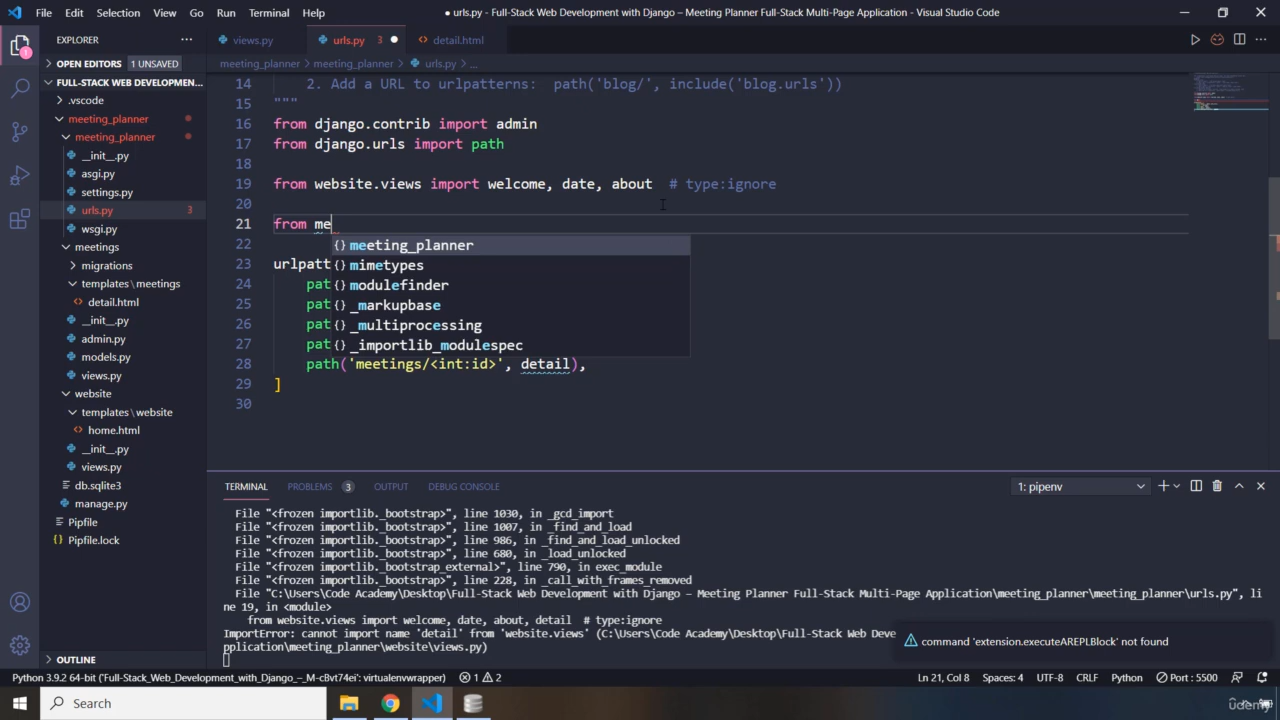 File Edit Selection View Go Run Terminal Help
● urls.py - Full-Stack Web Development with Django – Meeting Planner Full-Stack Multi-Page Application - Visual Studio Code
EXPLORER
views.py
urls.py 3
detail.html
OPEN EDITORS 1 UNSAVED
FULL-STACK WEB DEVELOPMEN...
.vscode
meeting_planner
meeting_planner
__init__.py
asgi.py
settings.py
urls.py 3
wsgi.py
meetings
migrations
templates \ meetings
detail.html
__init__.py
admin.py
models.py
views.py
website
templates \ website
home.html
__init__.py
views.py
db.sqlite3
manage.py
Pipfile
Pipfile.lock
OUTLINE
meeting_planner > meeting_planner > urls.py > ...
14 2. Add a URL to urlpatterns: path('blog/', include('blog.urls'))
15 """
16 from django.contrib import admin
17 from django.urls import path
18
19 from website.views import welcome, date, about # type:ignore
20
21 from me
22
23 urlpatt
24 pat
25 pat
26 pat
27 pat
28 path('meetings/<int:id>', detail),
29 ]
30
meeting_planner
mimetypes
modulefinder
_markupbase
_multiprocessing
_importlib_modulespec
TERMINAL PROBLEMS 3 OUTPUT DEBUG CONSOLE 1: pipenv
File "<frozen importlib._bootstrap>", line 1030, in _gcd_import
File "<frozen importlib._bootstrap>", line 1007, in _find_and_load
File "<frozen importlib._bootstrap>", line 986, in _find_and_load_unlocked
File "<frozen importlib._bootstrap>", line 680, in _load_unlocked
File "<frozen importlib._bootstrap_external>", line 790, in exec_module
File "<frozen importlib._bootstrap>", line 228, in _call_with_frames_removed
File "C:\Users\Code Academy\Desktop\Full-Stack Web Development with Django – Meeting Planner Full-Stack Multi-Page Application\meeting_planner\meeting_planner\urls.py", li
ne 19, in <module>
from website.views import welcome, date, about, detail # type:ignore
ImportError: cannot import name 'detail' from 'website.views' (C:\Users\Code Academy\Desktop\Full-Stack Web Deve
pplication\meeting_planner\website\views.py)
command 'extension.executeAREPLBlock' not found
Python 3.9.2 64-bit ('Full-Stack_Web_Development_with_Django_–_M-cBvt74ei': virtualenvwrapper) 1 2 Ln 21, Col 8 Spaces: 4 UTF-8 CRLF Python Port : 5500
Search
udemy